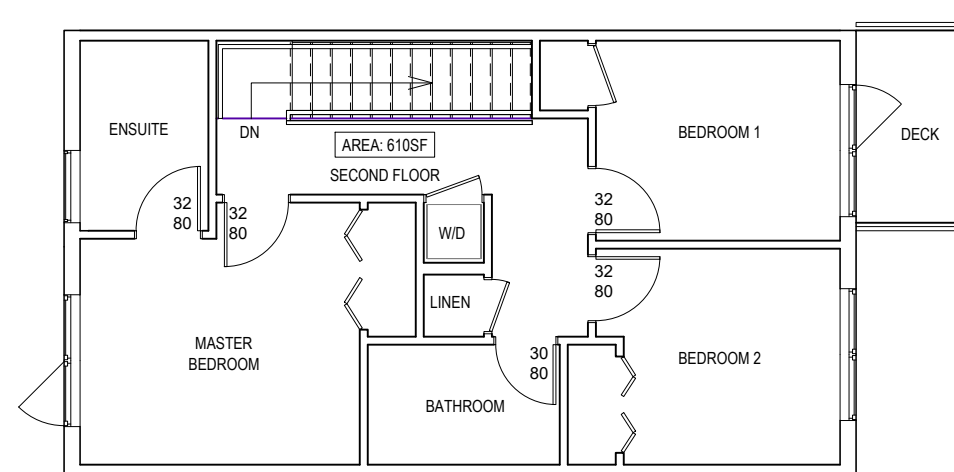 ENSUITE
DN
AREA: 610SF
SECOND FLOOR
BEDROOM 1
DECK
32
80
32
80
32
80
W/D
32
80
LINEN
MASTER
BEDROOM
30
80
BEDROOM 2
BATHROOM